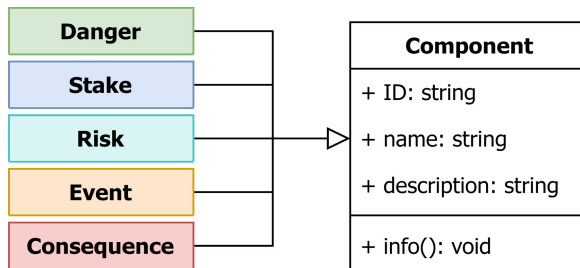 Danger
Stake
Risk
Event
Consequence
Component
+ ID: string
+ name: string
+ description: string
+ info(): void